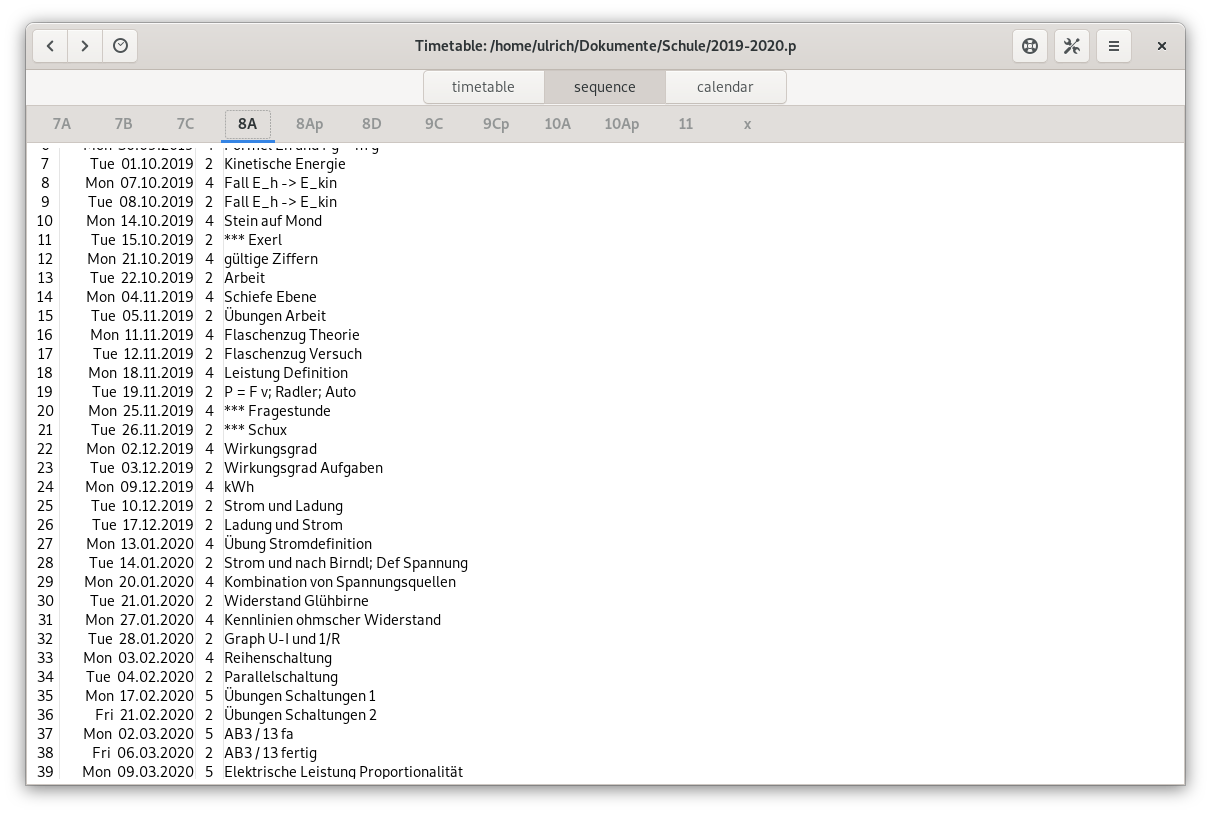 Timetable: /home/ulrich/Dokumente/Schule/2019-2020.p
timetable sequence calendar
7A 7B 7C 8A 8Ap 8D 9C 9Cp 10A 10Ap 11 x
7 Tue 01.10.2019 2 Kinetische Energie
8 Mon 07.10.2019 4 Fall E_h -> E_kin
9 Tue 08.10.2019 2 Fall E_h -> E_kin
10 Mon 14.10.2019 4 Stein auf Mond
11 Tue 15.10.2019 2 *** Exerl
12 Mon 21.10.2019 4 gültige Ziffern
13 Tue 22.10.2019 2 Arbeit
14 Mon 04.11.2019 4 Schiefe Ebene
15 Tue 05.11.2019 2 Übungen Arbeit
16 Mon 11.11.2019 4 Flaschenzug Theorie
17 Tue 12.11.2019 2 Flaschenzug Versuch
18 Mon 18.11.2019 4 Leistung Definition
19 Tue 19.11.2019 2 P = F v; Radler; Auto
20 Mon 25.11.2019 4 *** Fragestunde
21 Tue 26.11.2019 2 *** Schux
22 Mon 02.12.2019 4 Wirkungsgrad
23 Tue 03.12.2019 2 Wirkungsgrad Aufgaben
24 Mon 09.12.2019 4 kWh
25 Tue 10.12.2019 2 Strom und Ladung
26 Tue 17.12.2019 2 Ladung und Strom
27 Mon 13.01.2020 4 Übung Stromdefinition
28 Tue 14.01.2020 2 Strom und nach Birndl; Def Spannung
29 Mon 20.01.2020 4 Kombination von Spannungsquellen
30 Tue 21.01.2020 2 Widerstand Glühbirne
31 Mon 27.01.2020 4 Kennlinien ohmscher Widerstand
32 Tue 28.01.2020 2 Graph U-I und 1/R
33 Mon 03.02.2020 4 Reihenschaltung
34 Tue 04.02.2020 2 Parallelschaltung
35 Mon 17.02.2020 5 Übungen Schaltungen 1
36 Fri 21.02.2020 2 Übungen Schaltungen 2
37 Mon 02.03.2020 5 AB3 / 13 fa
38 Fri 06.03.2020 2 AB3 / 13 fertig
39 Mon 09.03.2020 5 Elektrische Leistung Proportionalität